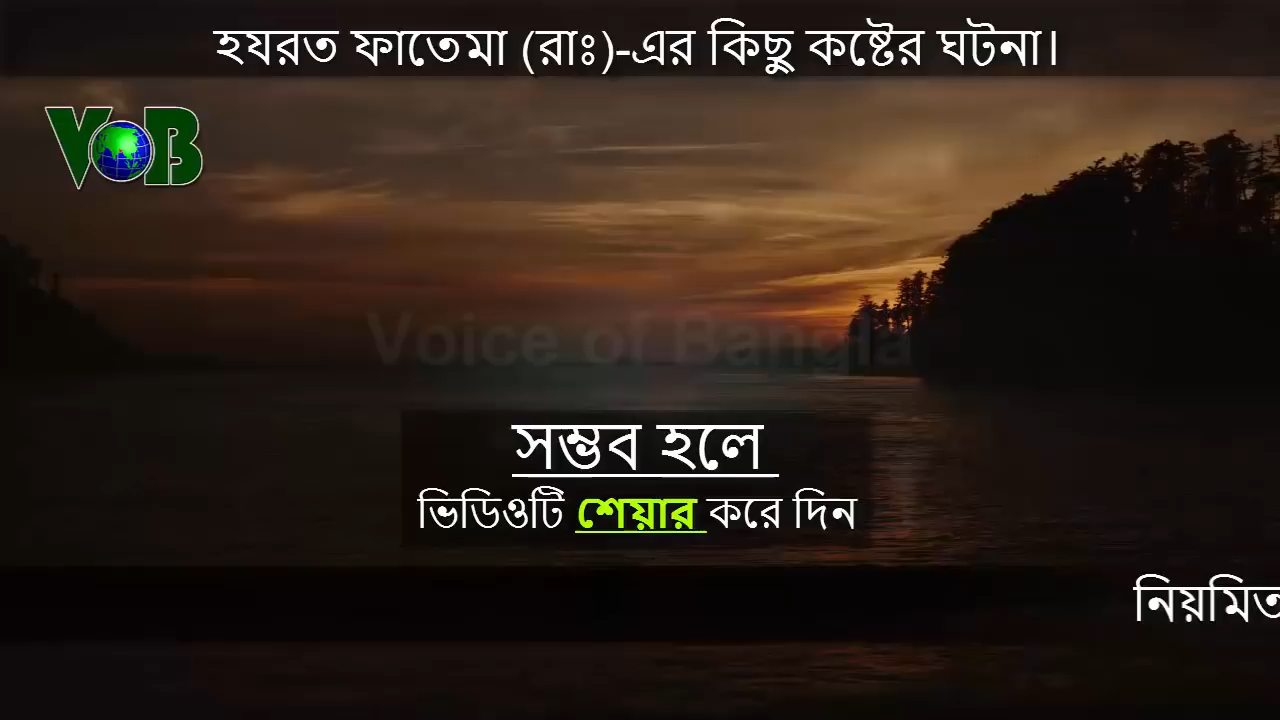 হযরত ফাতেমা (রাঃ)-এর কিছু কষ্টের ঘটনা।
VOB
Voice of Bangla
সম্ভব হলে
ভিডিওটি শেয়ার করে দিন
নিয়মিত